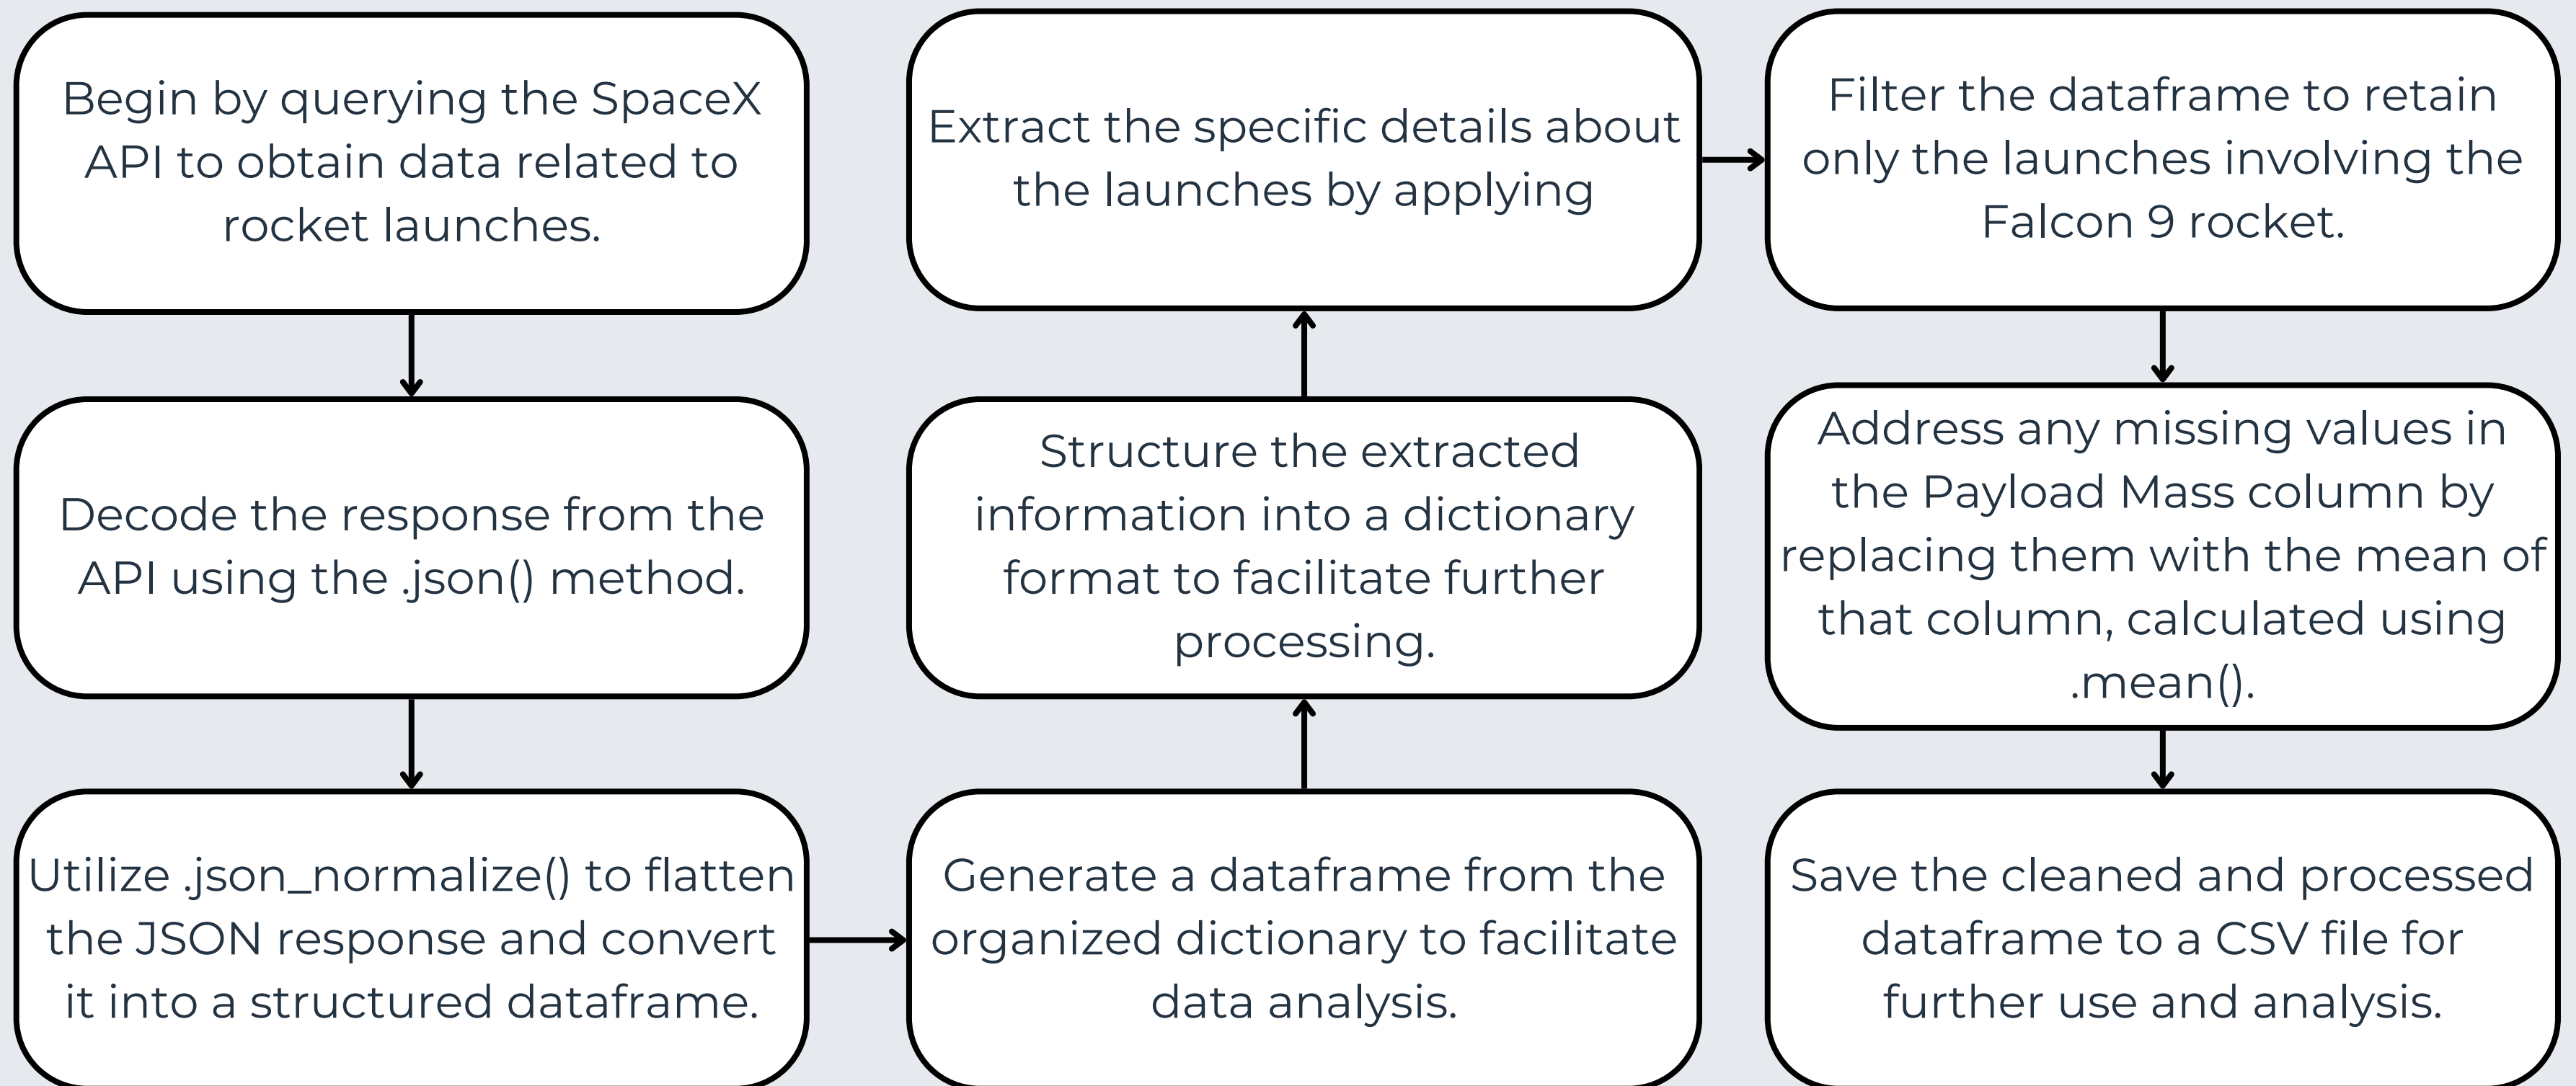 Begin by querying the SpaceX
API to obtain data related to
rocket launches.
Decode the response from the
API using the .json() method.
Utilize .json_normalize() to flatten
the JSON response and convert
it into a structured dataframe.
Generate a dataframe from the
organized dictionary to facilitate
data analysis.
Structure the extracted
information into a dictionary
format to facilitate further
processing.
Extract the specific details about
the launches by applying
Filter the dataframe to retain
only the launches involving the
Falcon 9 rocket.
Address any missing values in
the Payload Mass column by
replacing them with the mean of
that column, calculated using
.mean().
Save the cleaned and processed
dataframe to a CSV file for
further use and analysis.